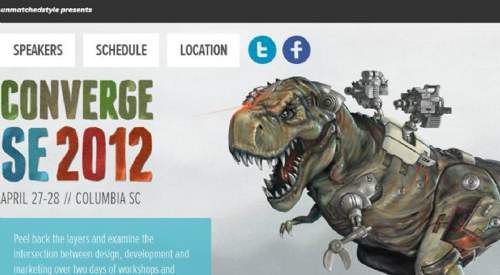 unmatchedstyle presents
SPEAKERS SCHEDULE LOCATION
CONVERGE
SE 2012
APRIL 27-28 // COLUMBIA SC
Peel back the layers and examine the
intersection between design, development and
marketing over two days of workshops and